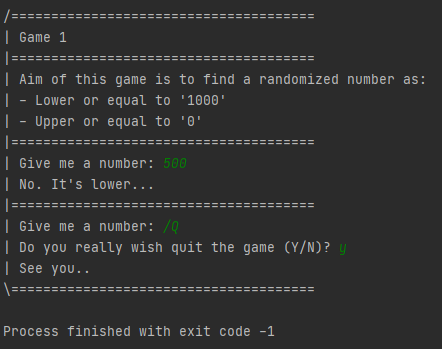 /======================================
| Game 1
|======================================
| Aim of this game is to find a randomized number as:
| - Lower or equal to '1000'
| - Upper or equal to '0'
|======================================
| Give me a number: 500
| No. It's lower...
|======================================
| Give me a number: /Q
| Do you really wish quit the game (Y/N)? y
| See you..
\======================================
Process finished with exit code -1